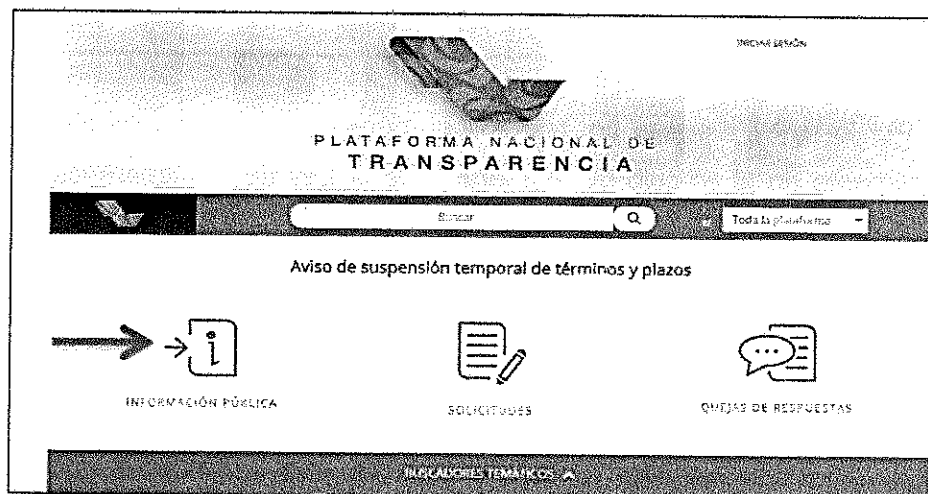 INICIAR SESIÓN
PLATAFORMA NACIONAL DE
TRANSPARENCIA
Buscar
Toda la plataforma
Aviso de suspensión temporal de términos y plazos
INFORMACIÓN PÚBLICA
SOLICITUDES
QUEJAS DE RESPUESTAS
BUSCADORES TEMÁTICOS